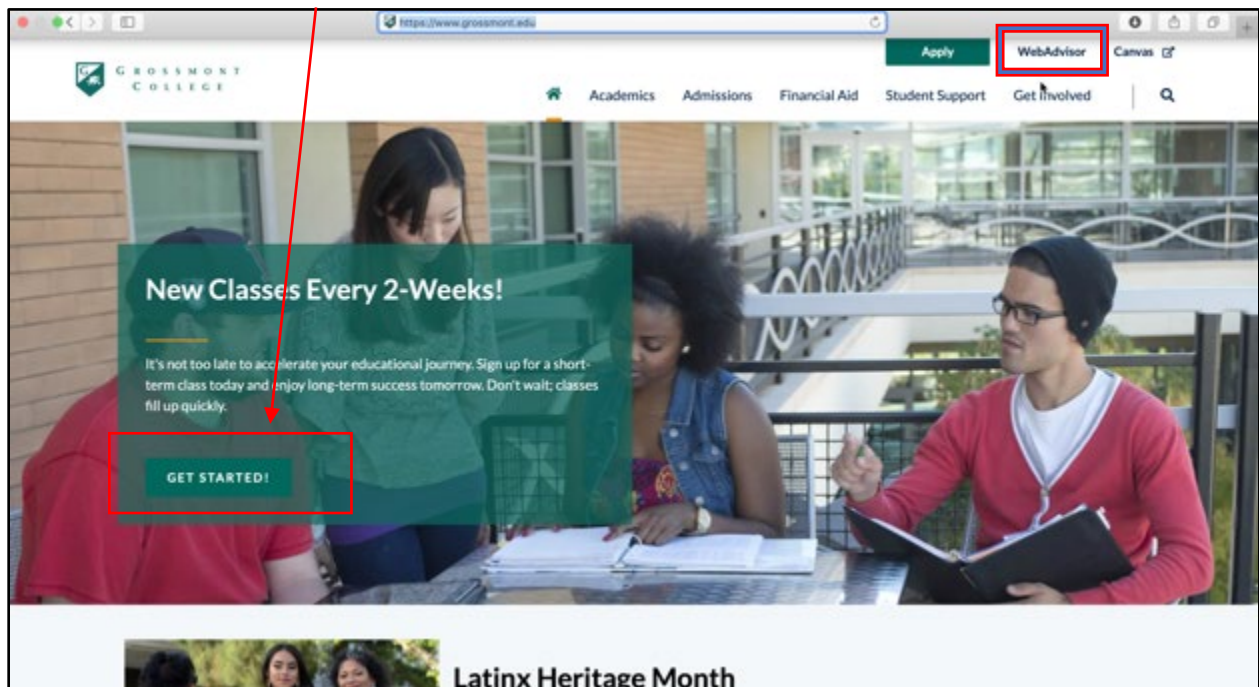 https://www.grossmont.edu
Apply
WebAdvisor
Canvas
GROSSMONT
COLLEGE
Academics
Admissions
Financial Aid
Student Support
Get Involved
New Classes Every 2-Weeks!
It's not too late to accelerate your educational journey. Sign up for a short-
term class today and enjoy long-term success tomorrow. Don't wait; classes
fill up quickly.
GET STARTED!
Latinx Heritage Month